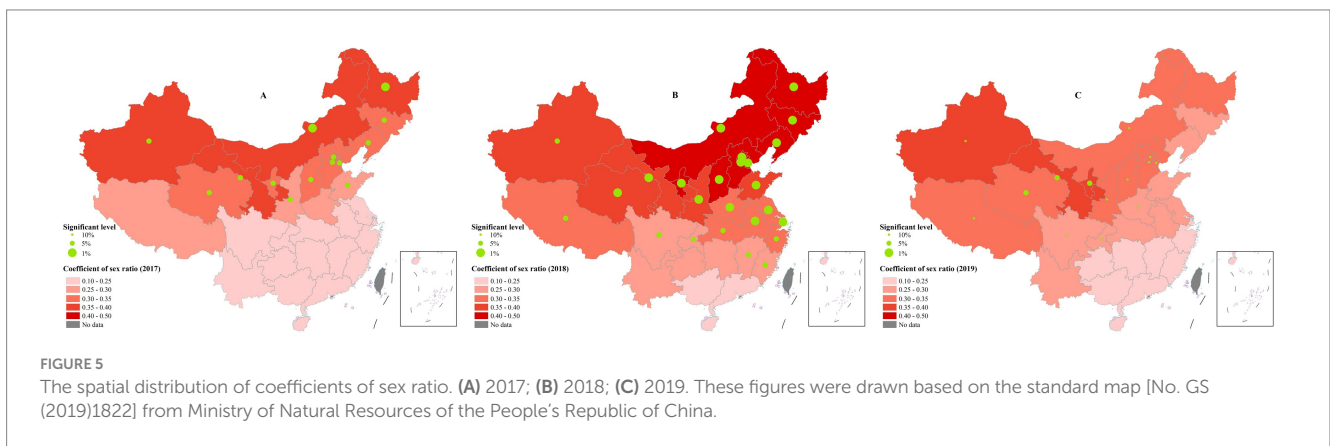 A
Significant level
10%
5%
1%
Coefficient of sex ratio (2017)
0.10 - 0.25
0.25 - 0.30
0.30 - 0.35
0.35 - 0.40
0.40 - 0.50
No data
B
Significant level
10%
5%
1%
Coefficient of sex ratio (2018)
0.10 - 0.25
0.25 - 0.30
0.30 - 0.35
0.35 - 0.40
0.40 - 0.50
No data
C
Significant level
10%
5%
1%
Coefficient of sex ratio (2019)
0.10 - 0.25
0.25 - 0.30
0.30 - 0.35
0.35 - 0.40
0.40 - 0.50
No data
FIGURE 5
The spatial distribution of coefficients of sex ratio. (A) 2017; (B) 2018; (C) 2019. These figures were drawn based on the standard map [No. GS
(2019)1822] from Ministry of Natural Resources of the People's Republic of China.